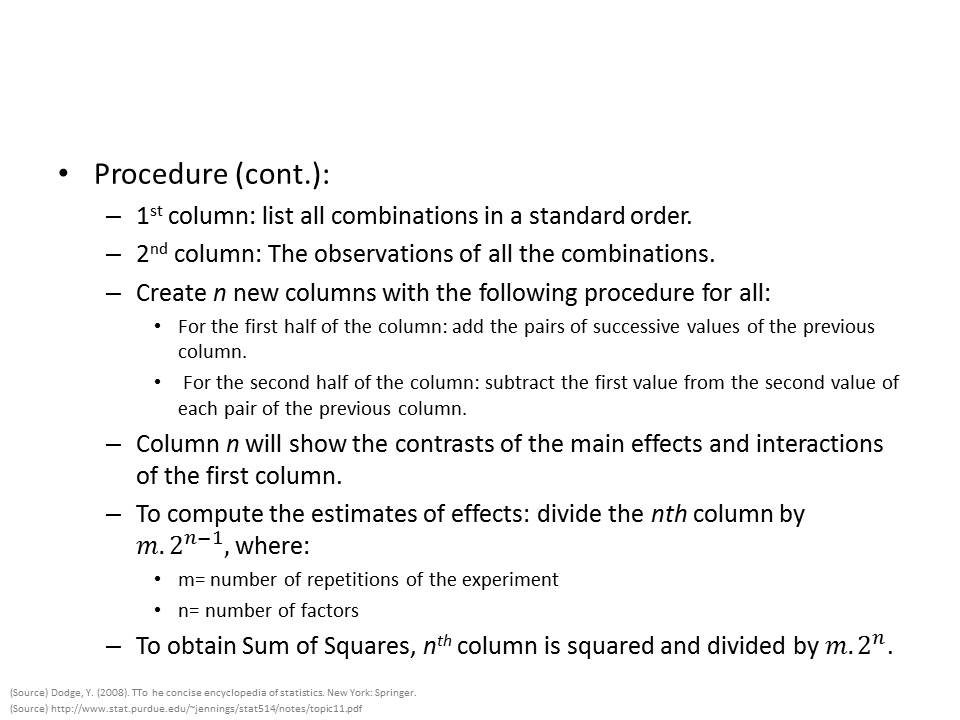 • Procedure (cont.):
– 1st column: list all combinations in a standard order.
– 2nd column: The observations of all the combinations.
– Create n new columns with the following procedure for all:
• For the first half of the column: add the pairs of successive values of the previous
column.
• For the second half of the column: subtract the first value from the second value of
each pair of the previous column.
– Column n will show the contrasts of the main effects and interactions
of the first column.
– To compute the estimates of effects: divide the nth column by
m.2^{n−1}, where:
• m= number of repetitions of the experiment
• n= number of factors
– To obtain Sum of Squares, nth column is squared and divided by m.2^n.
(Source) Dodge, Y. (2008). TTo he concise encyclopedia of statistics. New York: Springer.
(Source) http://www.stat.purdue.edu/~jennings/stat514/notes/topic11.pdf